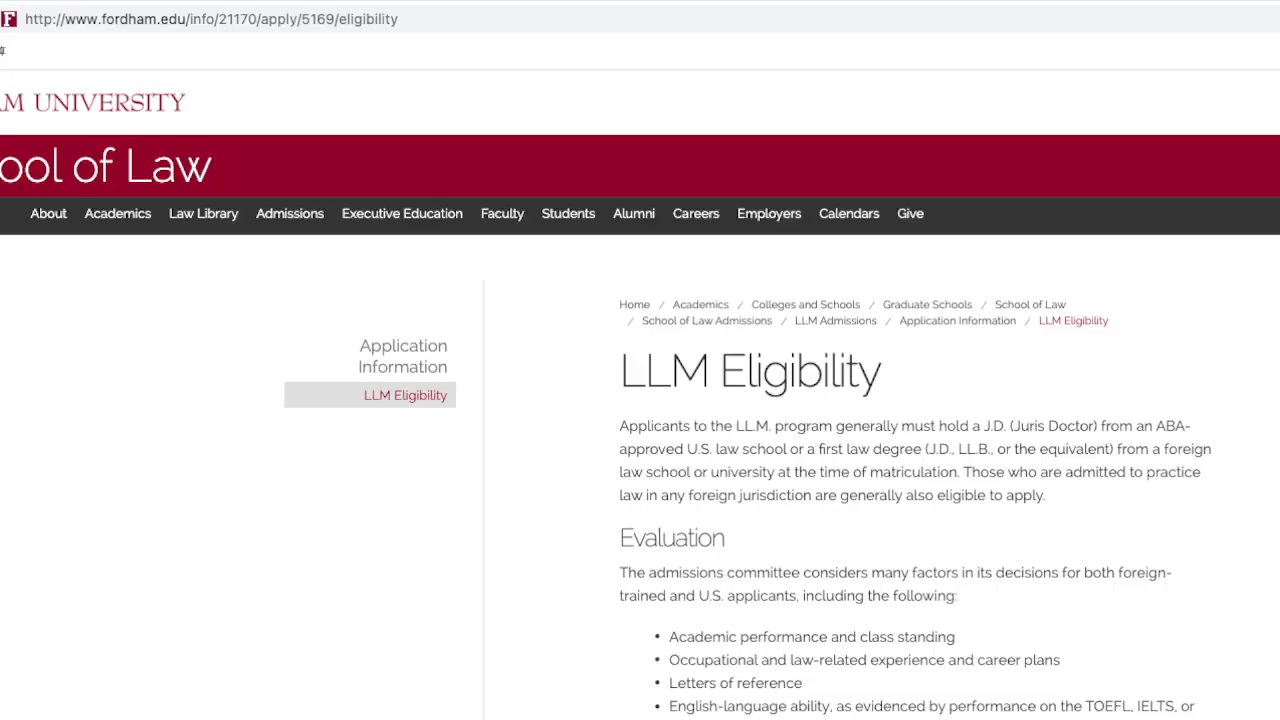 http://www.fordham.edu/info/21170/apply/5169/eligibility
UNIVERSITY
of Law
About Academics Law Library Admissions Executive Education Faculty Students Alumni Careers Employers Calendars Give
Home / Academics / Colleges and Schools / Graduate Schools / School of Law
/ School of Law Admissions / LLM Admissions / Application Information / LLM Eligibility
Application
Information
LLM Eligibility
LLM Eligibility
Applicants to the LL.M. program generally must hold a J.D. (Juris Doctor) from an ABA-
approved U.S. law school or a first law degree (J.D., LL.B., or the equivalent) from a foreign
law school or university at the time of matriculation. Those who are admitted to practice
law in any foreign jurisdiction are generally also eligible to apply.
Evaluation
The admissions committee considers many factors in its decisions for both foreign-
trained and U.S. applicants, including the following:
• Academic performance and class standing
• Occupational and law-related experience and career plans
• Letters of reference
• English-language ability, as evidenced by performance on the TOEFL, IELTS, or